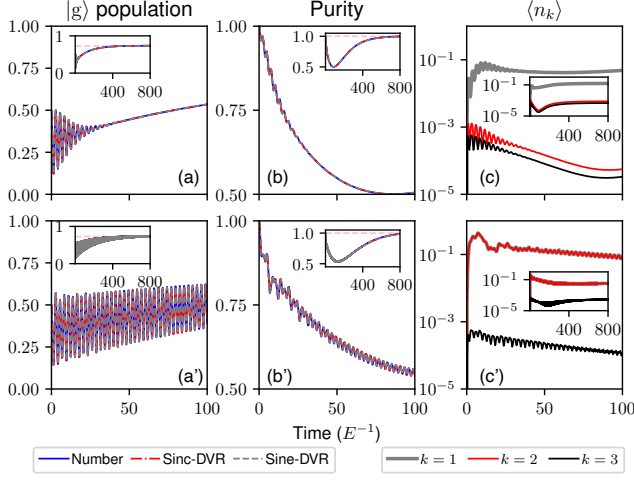 |g⟩ population Purity ⟨n_k⟩
1.00 1.00
1 1.0 10^{-1} 10^{-1}
0.75 0.5
0 400 800 400 800 10^{-5} 400 800
0.50 0.75 10^{-3}
0.25
(a) (b) (c)
0.00 0.50 10^{-5}
1.00 1.00
1 1.0
0.75 0 400 800 0.5 400 800 10^{-1}
10^{-1}
0.50 0.75 10^{-5} 400 800
10^{-3}
0.25
(a') (b') (c')
0.00 0.50 10^{-5}
0 50 100 0 50 100 0 50 100
Time (E^{-1})
Number Sinc-DVR Sine-DVR k = 1 k = 2 k = 3